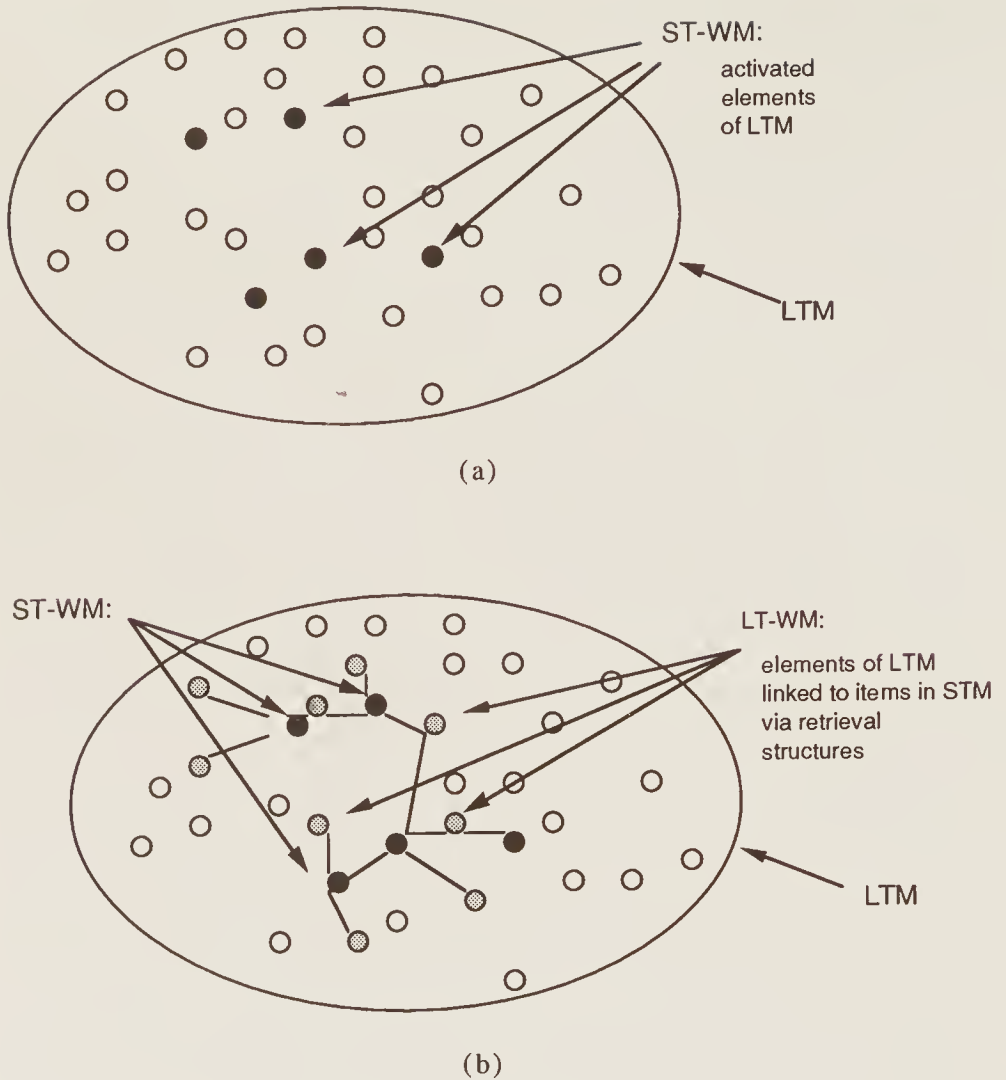 ST-WM:
activated
elements
of LTM
LTM
(a)
ST-WM:
LT-WM:
elements of LTM
linked to items in STM
via retrieval
structures
LTM
(b)